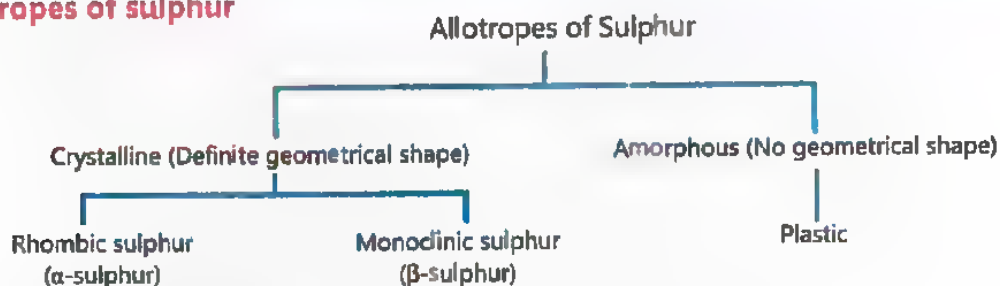 ropes of sulphur
Allotropes of Sulphur
Crystalline (Definite geometrical shape)
Amorphous (No geometrical shape)
Rhombic sulphur
(α-sulphur)
Monoclinic sulphur
(β-sulphur)
Plastic